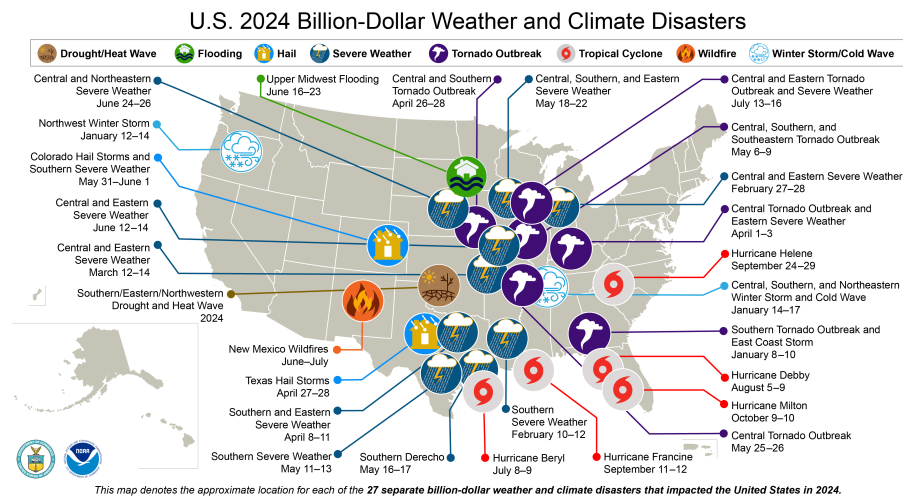 U.S. 2024 Billion-Dollar Weather and Climate Disasters
Drought/Heat Wave
Flooding
Hail
Severe Weather
Tornado Outbreak
Tropical Cyclone
Wildfire
Winter Storm/Cold Wave
Central and Northeastern
Severe Weather
June 24–26
Upper Midwest Flooding
June 16–23
Central and Southern
Tornado Outbreak
April 26–28
Central, Southern, and Eastern
Severe Weather
May 18–22
Central and Eastern Tornado
Outbreak and Severe Weather
July 13–16
Northwest Winter Storm
January 12–14
Central, Southern, and
Southeastern Tornado Outbreak
May 6–9
Colorado Hail Storms and
Southern Severe Weather
May 31–June 1
Central and Eastern Severe Weather
February 27–28
Central and Eastern
Severe Weather
June 12–14
Central Tornado Outbreak and
Eastern Severe Weather
April 1–3
Central and Eastern
Severe Weather
March 12–14
Hurricane Helene
September 24–29
Southern/Eastern/Northwestern
Drought and Heat Wave
2024
Central, Southern, and Northeastern
Winter Storm and Cold Wave
January 14–17
Southern Tornado Outbreak and
East Coast Storm
January 8–10
New Mexico Wildfires
June–July
Hurricane Debby
August 5–9
Texas Hail Storms
April 27–28
Hurricane Milton
October 9–10
Southern and Eastern
Severe Weather
April 8–11
Southern
Severe Weather
February 10–12
Central Tornado Outbreak
May 25–26
Southern Severe Weather
May 11–13
Southern Derecho
May 16–17
Hurricane Beryl
July 8–9
Hurricane Francine
September 11–12
NOAA
This map denotes the approximate location for each of the 27 separate billion-dollar weather and climate disasters that impacted the United States in 2024.